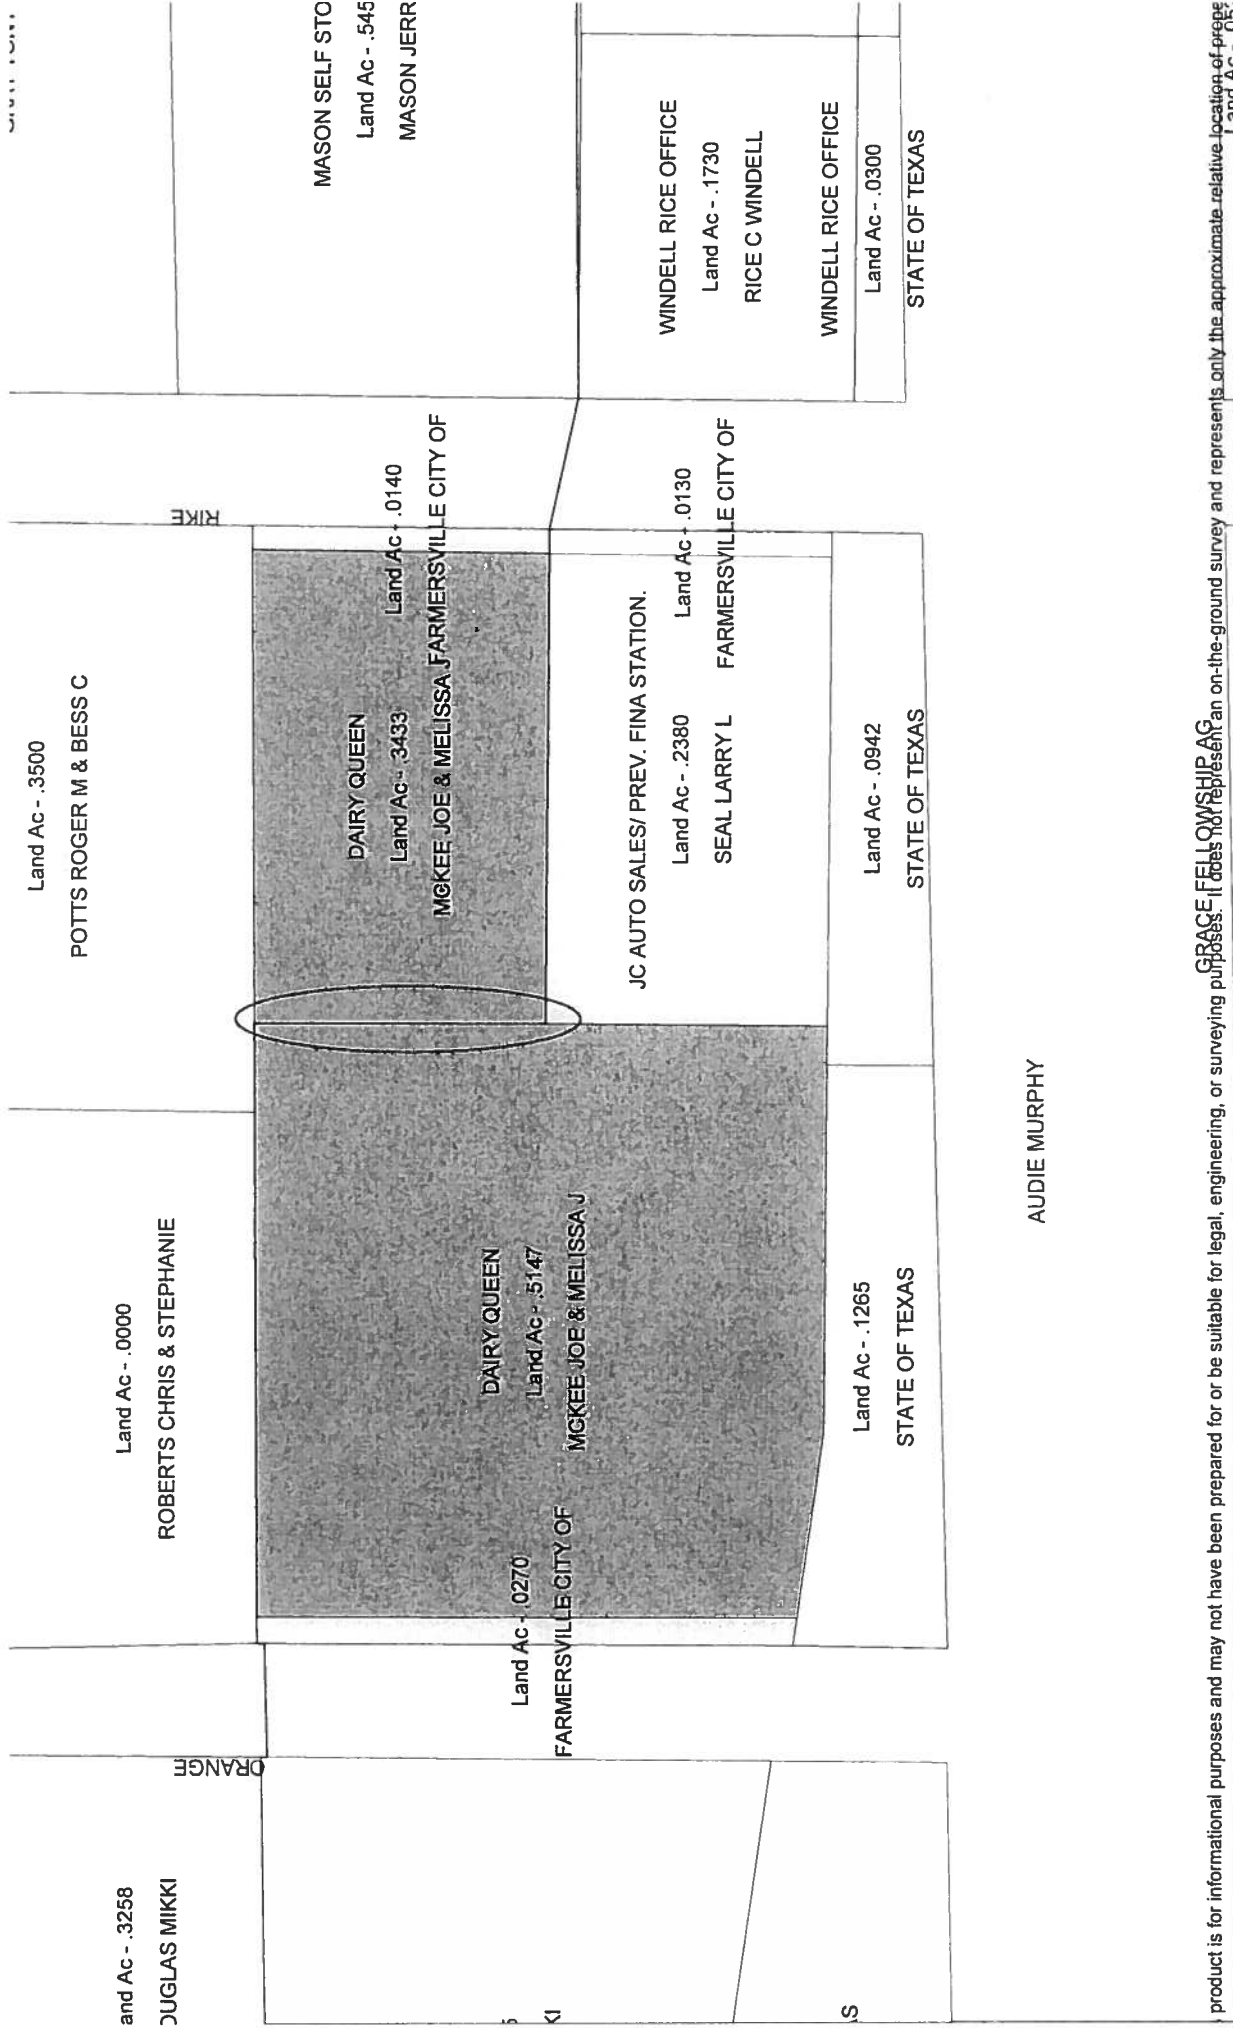 Land Ac - .3500
POTTS ROGER M & BESS C
Land Ac - .0000
ROBERTS CHRIS & STEPHANIE
and Ac - .3258
OUGLAS MIKKI
ORANGE
RIKE
MASON SELF STO
Land Ac - .545
MASON JERR
DAIRY QUEEN
Land Ac - .3433
MCKEE JOE & MELISSA J
Land Ac - .0140
FARMERSVILLE CITY OF
DAIRY QUEEN
Land Ac - .5147
MCKEE JOE & MELISSA J
Land Ac - .0270
FARMERSVILLE CITY OF
JC AUTO SALES/ PREV. FINA STATION.
Land Ac - .2380
SEAL LARRY L
Land Ac - .0130
FARMERSVILLE CITY OF
WINDELL RICE OFFICE
Land Ac - .1730
RICE C WINDELL
WINDELL RICE OFFICE
Land Ac - .0300
STATE OF TEXAS
Land Ac - .0942
STATE OF TEXAS
Land Ac - .1265
STATE OF TEXAS
KI
S
AUDIE MURPHY
GRACE FELLOWSHIP AG
product is for informational purposes and may not have been prepared for or be suitable for legal, engineering, or surveying purposes. It does not represent an on-the-ground survey and represents only the approximate relative location of prope
Land Ac - .05